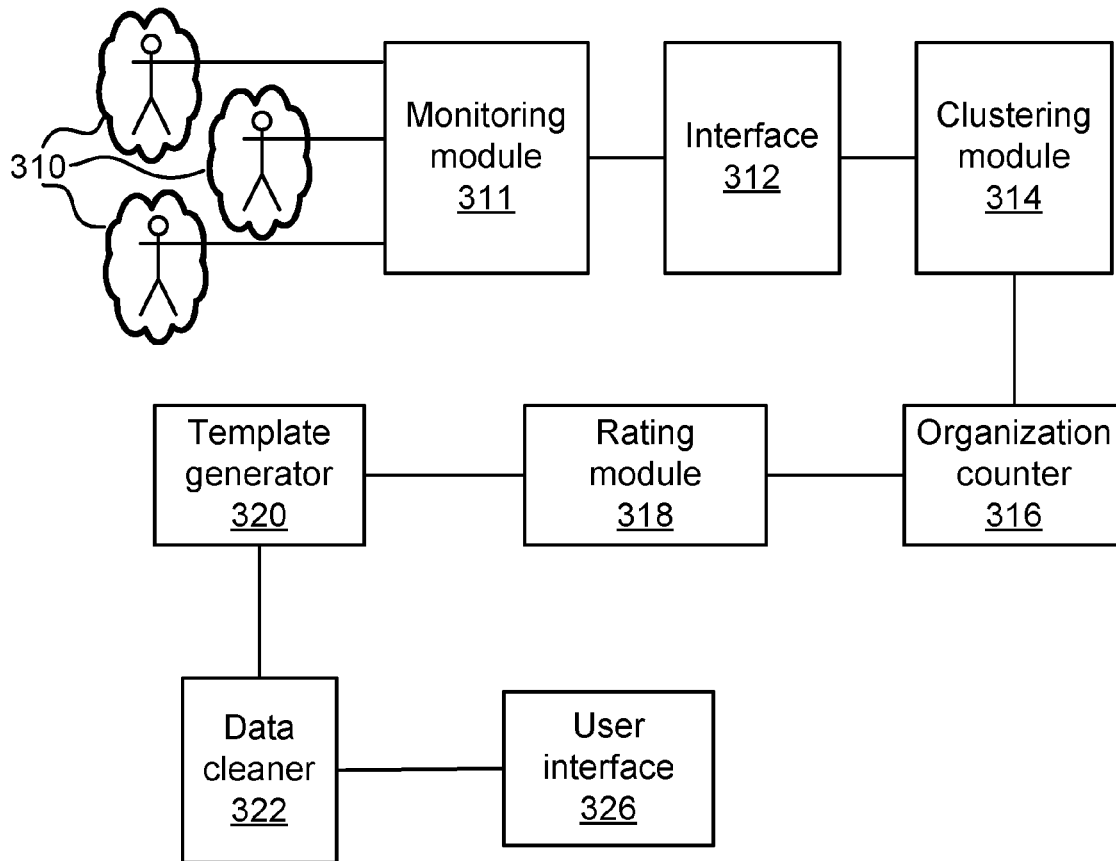 310
Monitoring
module
311
Interface
312
Clustering
module
314
Template
generator
320
Rating
module
318
Organization
counter
316
Data
cleaner
322
User
interface
326